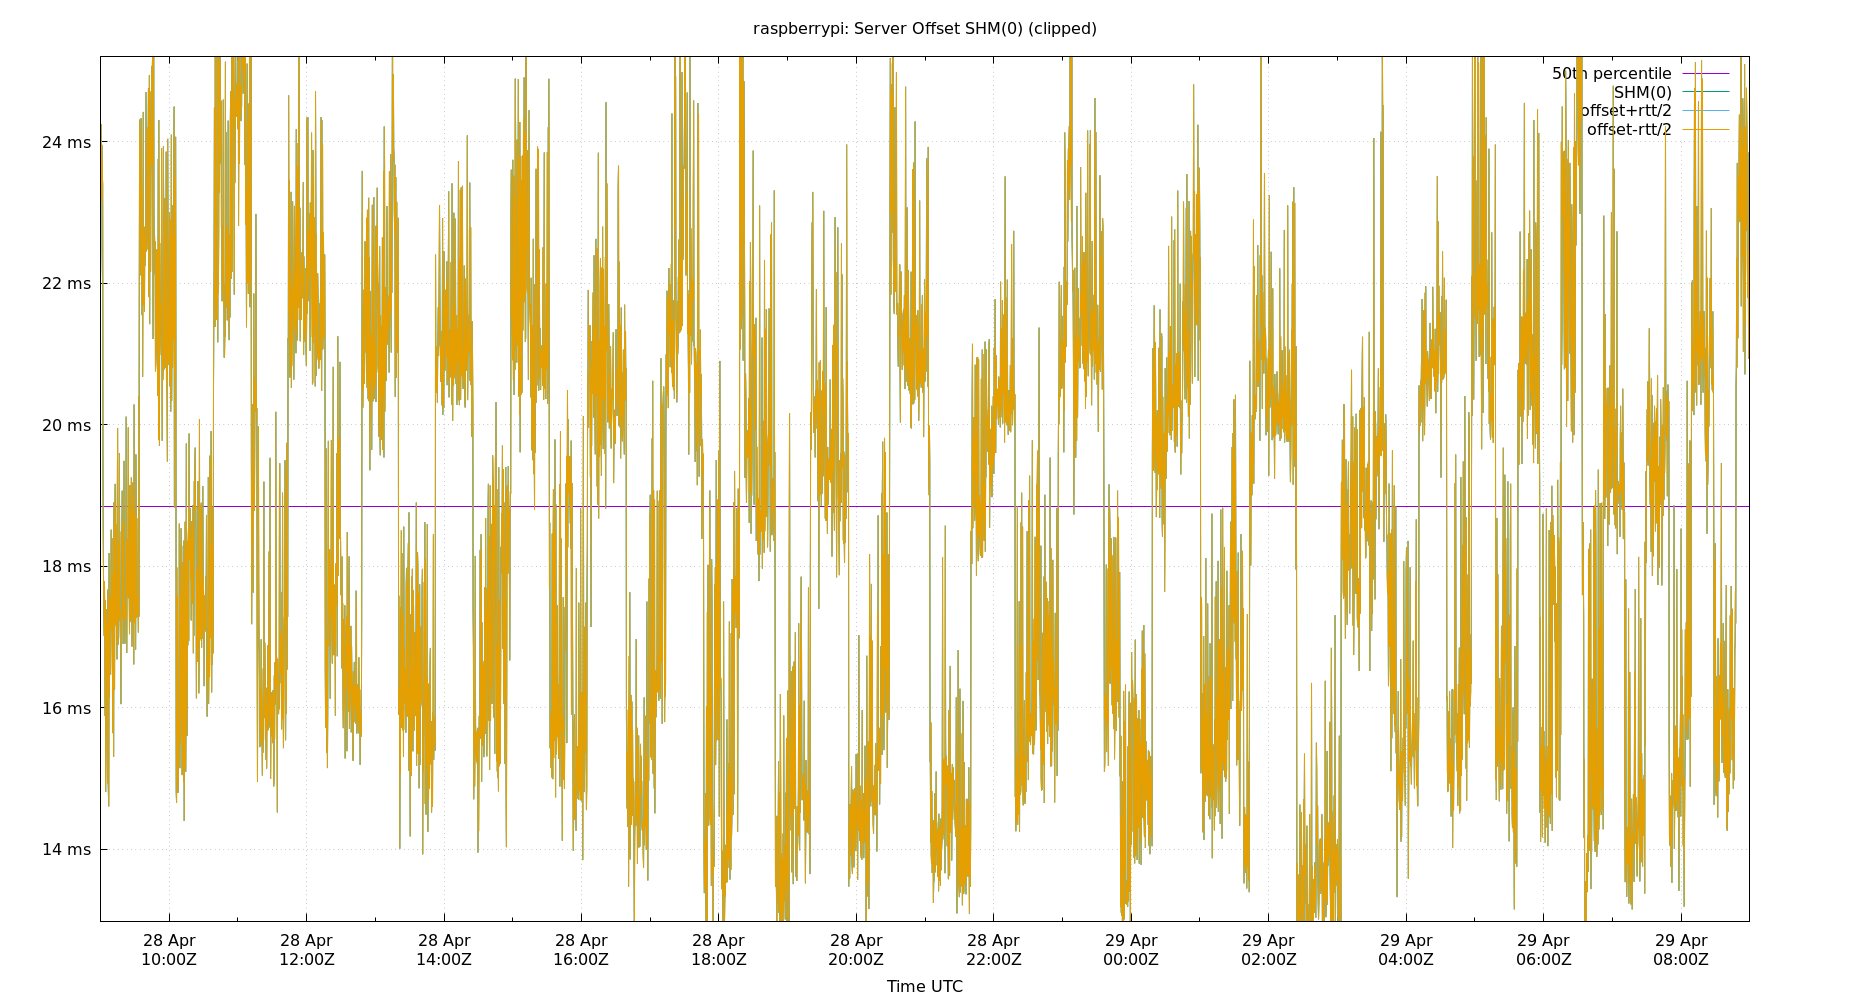 raspberrypi: Server Offset SHM(0) (clipped)
50th percentile
SHM(0)
offset+rtt/2
offset-rtt/2
24 ms
22 ms
20 ms
18 ms
16 ms
14 ms
28 Apr 28 Apr 28 Apr 28 Apr 28 Apr 28 Apr 28 Apr 29 Apr 29 Apr 29 Apr 29 Apr 29 Apr
10:00Z 12:00Z 14:00Z 16:00Z 18:00Z 20:00Z 22:00Z 00:00Z 02:00Z 04:00Z 06:00Z 08:00Z
Time UTC